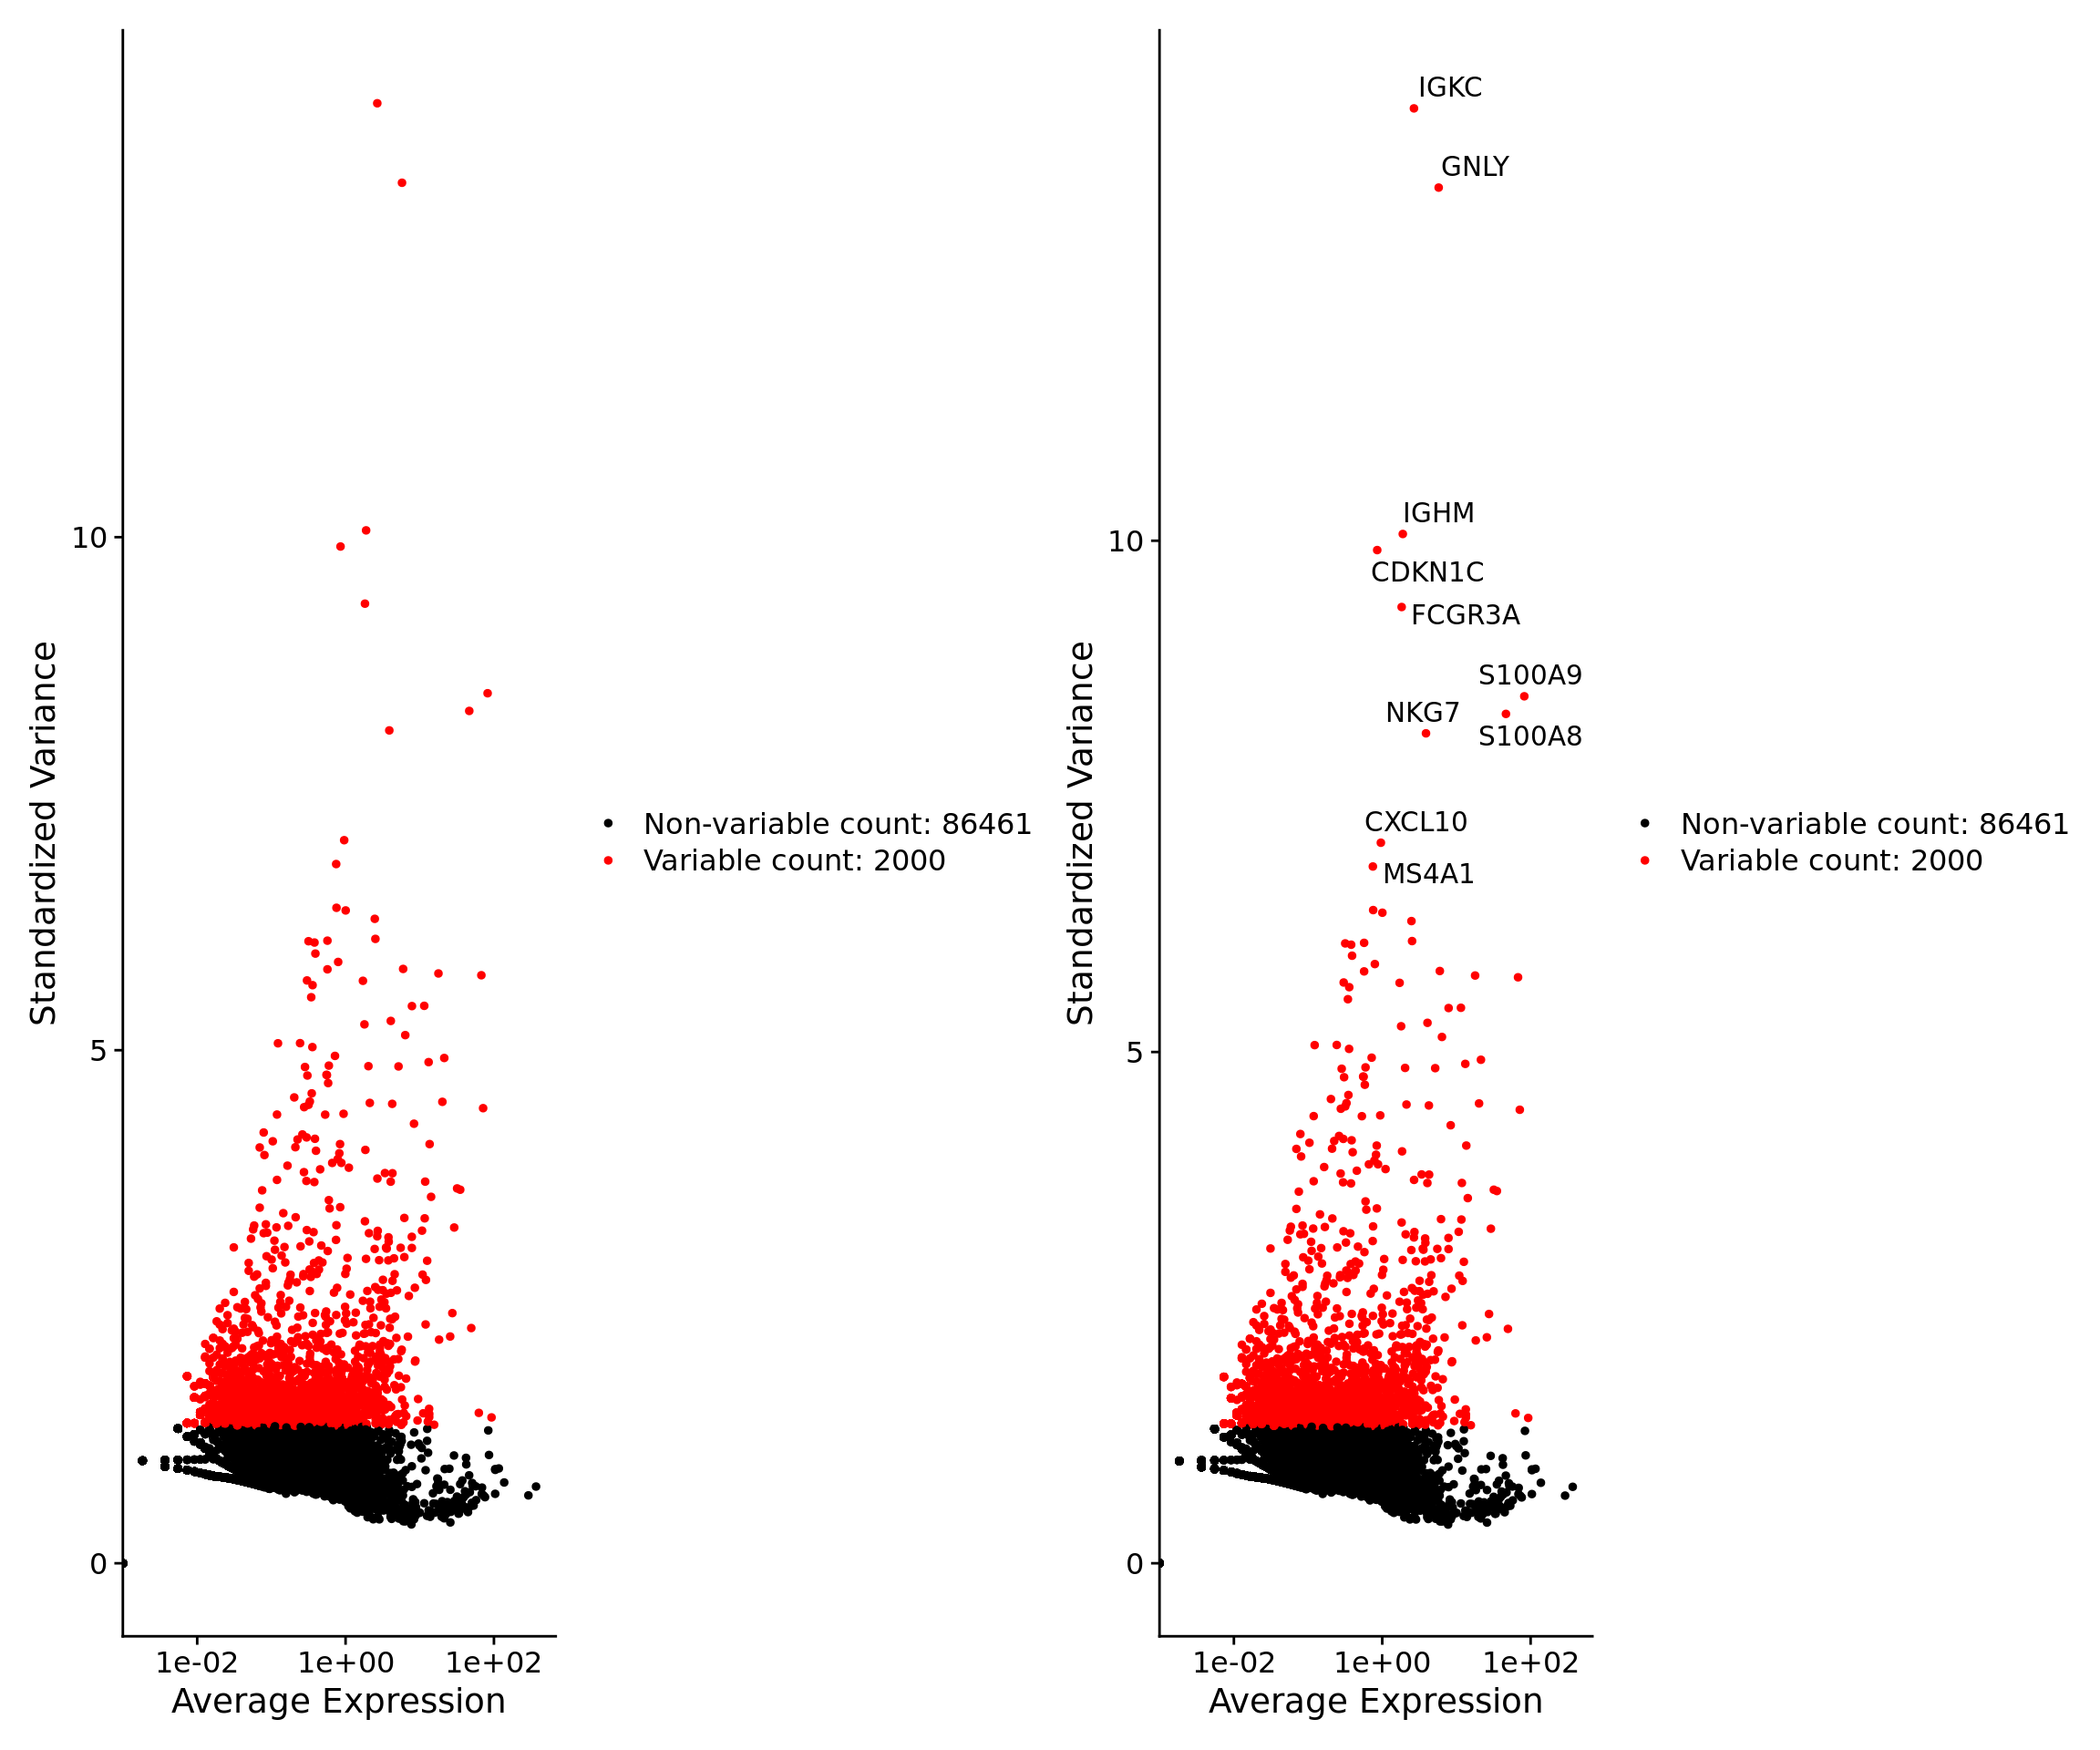 Standardized Variance
10
5
0
1e-02
1e+00
1e+02
Average Expression
Non-variable count: 86461
Variable count: 2000
Standardized Variance
10
5
0
IGKC
GNLY
IGHM
CDKN1C
FCGR3A
S100A9
NKG7
S100A8
CXCL10
MS4A1
1e-02
1e+00
1e+02
Average Expression
Non-variable count: 86461
Variable count: 2000